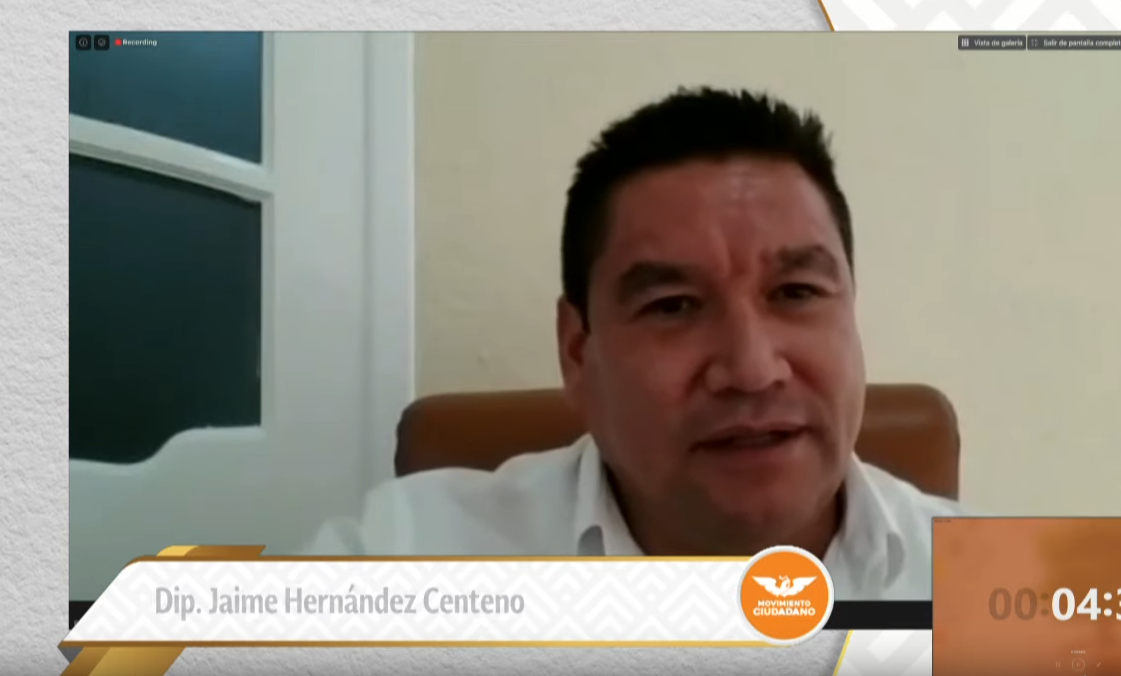 Recording
Vista de galería
Salir de pantalla complet
Dip. Jaime Hernández Centeno
MOVIMIENTO
CIUDADANO
00:04:3